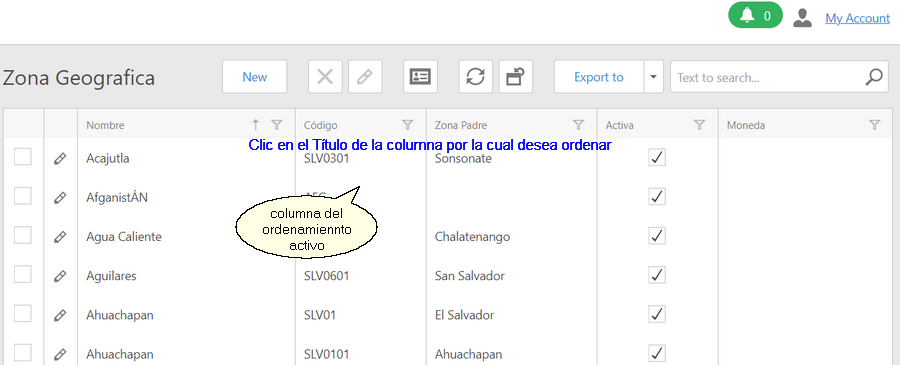 0 My Account
Zona Geografica New Export to Text to search...
Nombre Código Zona Padre Activa Moneda
Clic en el Título de la columna por la cual desea ordenar
Acajutla SLV0301 Sonsonate
AfganistÁN
columna del
ordenamiennto
activo
Agua Caliente Chalatenango
Aguilares SLV0601 San Salvador
Ahuachapan SLV01 El Salvador
Ahuachapan SLV0101 Ahuachapan